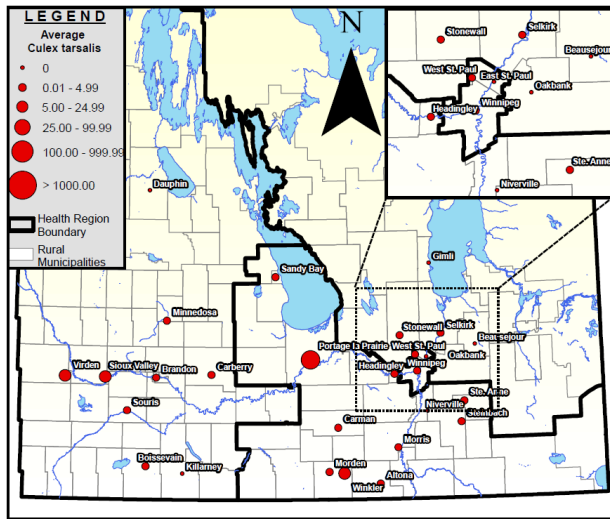 LEGEND
Average
Culex tarsalis
0
0.01 - 4.99
5.00 - 24.99
25.00 - 99.99
100.00 - 999.99
> 1000.00
Health Region
Boundary
Rural
Municipalities
N
Stonewall
Selkirk
Beausejour
West St. Paul
East St. Paul
Oakbank
Headingley
Winnipeg
Ste. Anne
Niverville
Dauphin
Gimli
Sandy Bay
Minnedosa
Stonewall
Selkirk
Beausejour
Portage la Prairie
West St. Paul
Oakbank
Virden
Sioux Valley
Brandon
Carberry
Headingley
Winnipeg
Souris
Ste. Anne
Niverville
Steinbach
Carman
Morris
Boissevain
Killarney
Morden
Altona
Winkler